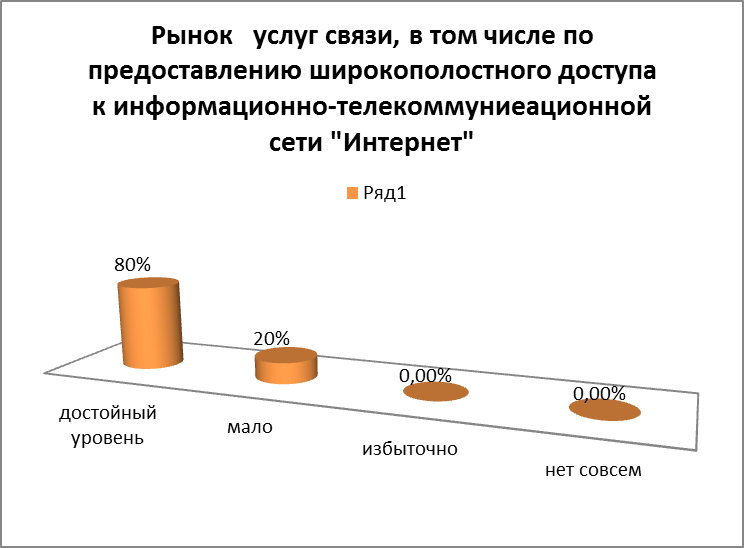 Рынок услуг связи, в том числе по
предоставлению широкополостного доступа
к информационно-телекоммуниеационной
сети "Интернет"
Ряд1
80%
20%
0,00%
0,00%
достойный
уровень
мало
избыточно
нет совсем